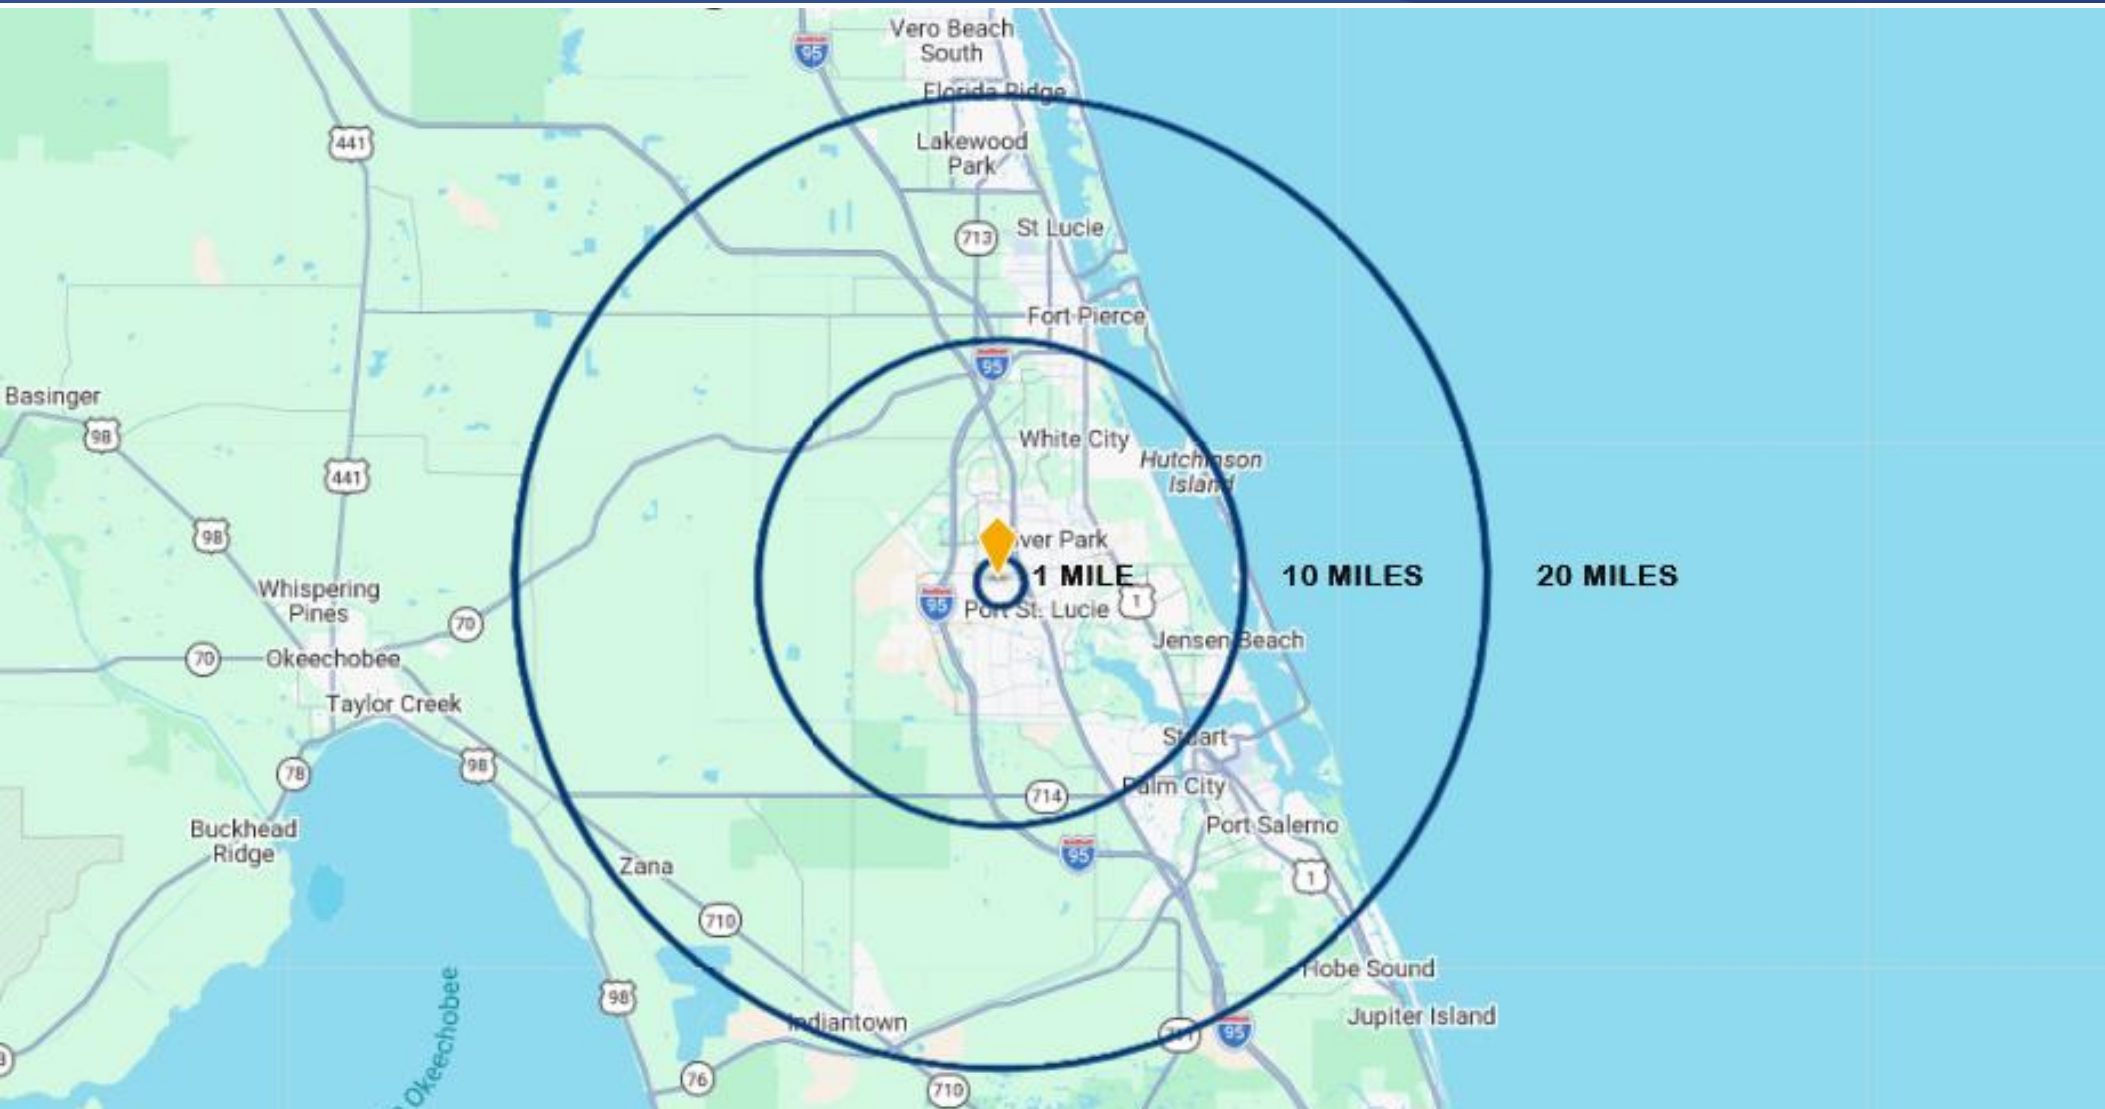 Vero Beach
South
95
Florida Ridge
441
Lakewood
Park
713
St Lucie
Fort Pierce
95
Basinger
98
White City
441
Hutchinson
Island
98
ver Park
1 MILE
10 MILES
20 MILES
Whispering
Pines
95
Port St. Lucie
1
70
Jensen Beach
70
Okeechobee
Taylor Creek
Stuart
98
78
Palm City
714
Buckhead
Ridge
Port Salerno
95
Zana
1
710
Hobe Sound
98
Okeechobee
Jupiter Island
Indiantown
95
76
710